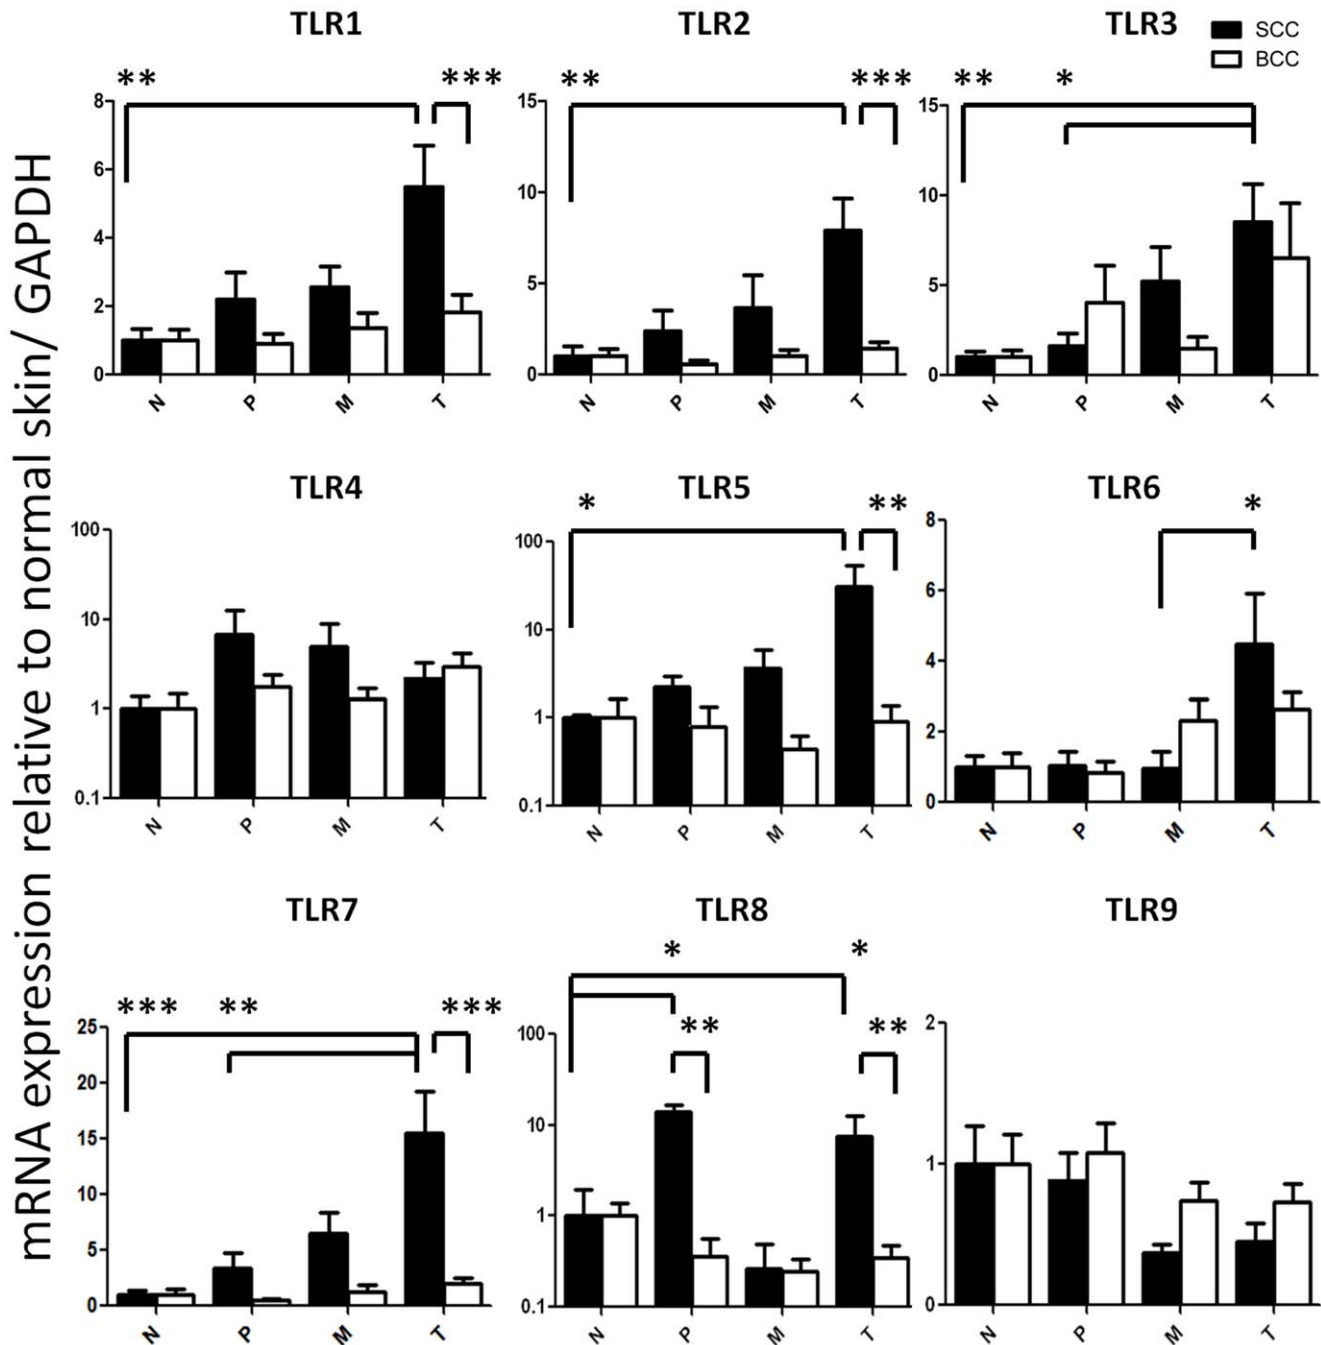 mRNA expression relative to normal skin/ GAPDH
TLR1
** ***
8
6
4
2
0
N P M T
TLR2
** ***
15
10
5
0
N P M T
TLR3
SCC
BCC
** *
15
10
5
0
N P M T
TLR4
100
10
1
0.1
N P M T
TLR5
* **
100
10
1
0.1
N P M T
TLR6
*
8
6
4
2
0
N P M T
TLR7
*** ** ***
25
20
15
10
5
0
N P M T
TLR8
* *
** **
100
10
1
0.1
N P M T
TLR9
2
1
0
N P M T